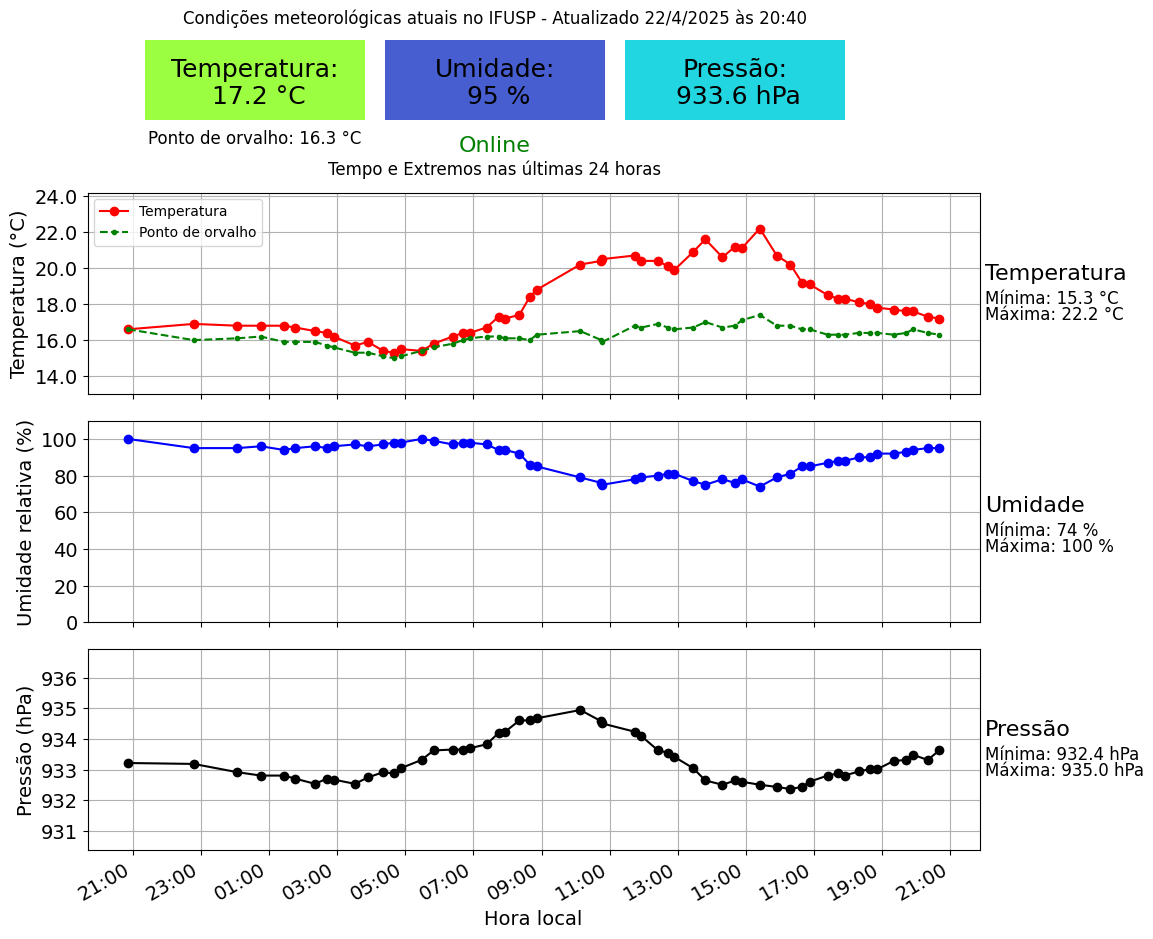 Condições meteorológicas atuais no IFUSP - Atualizado 22/4/2025 às 20:40
Temperatura:
17.2 °C
Umidade:
95 %
Pressão:
933.6 hPa
Ponto de orvalho: 16.3 °C
Online
Tempo e Extremos nas últimas 24 horas
Temperatura (°C)
24.0
22.0
20.0
18.0
16.0
14.0
Temperatura
Ponto de orvalho
Temperatura
Mínima: 15.3 °C
Máxima: 22.2 °C
Umidade relativa (%)
100
80
60
40
20
0
Umidade
Mínima: 74 %
Máxima: 100 %
Pressão (hPa)
936
935
934
933
932
931
Pressão
Mínima: 932.4 hPa
Máxima: 935.0 hPa
21:00
23:00
01:00
03:00
05:00
07:00
09:00
11:00
13:00
15:00
17:00
19:00
21:00
Hora local